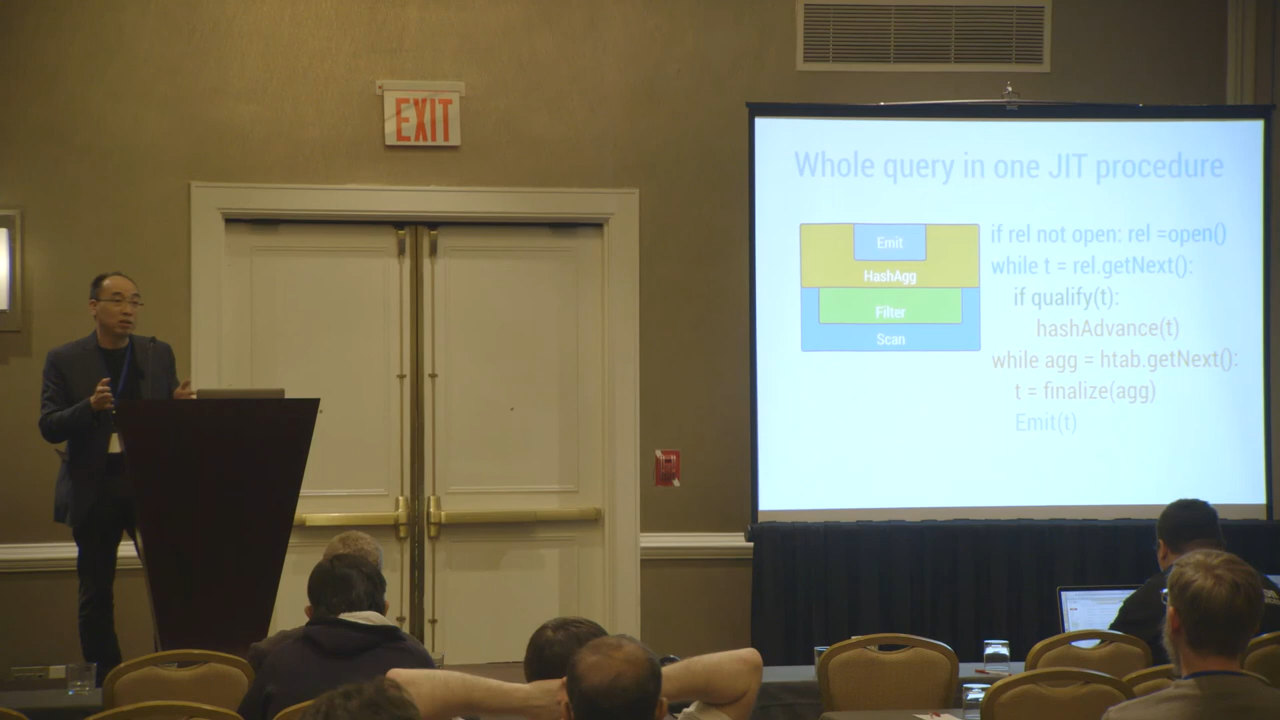 EXIT
Whole query in one JIT procedure
Emit
HashAgg
Filter
Scan
if rel not open: rel =open()
while t = rel.getNext():
if qualify(t):
hashAdvance(t)
while agg = htab.getNext():
t = finalize(agg)
Emit(t)